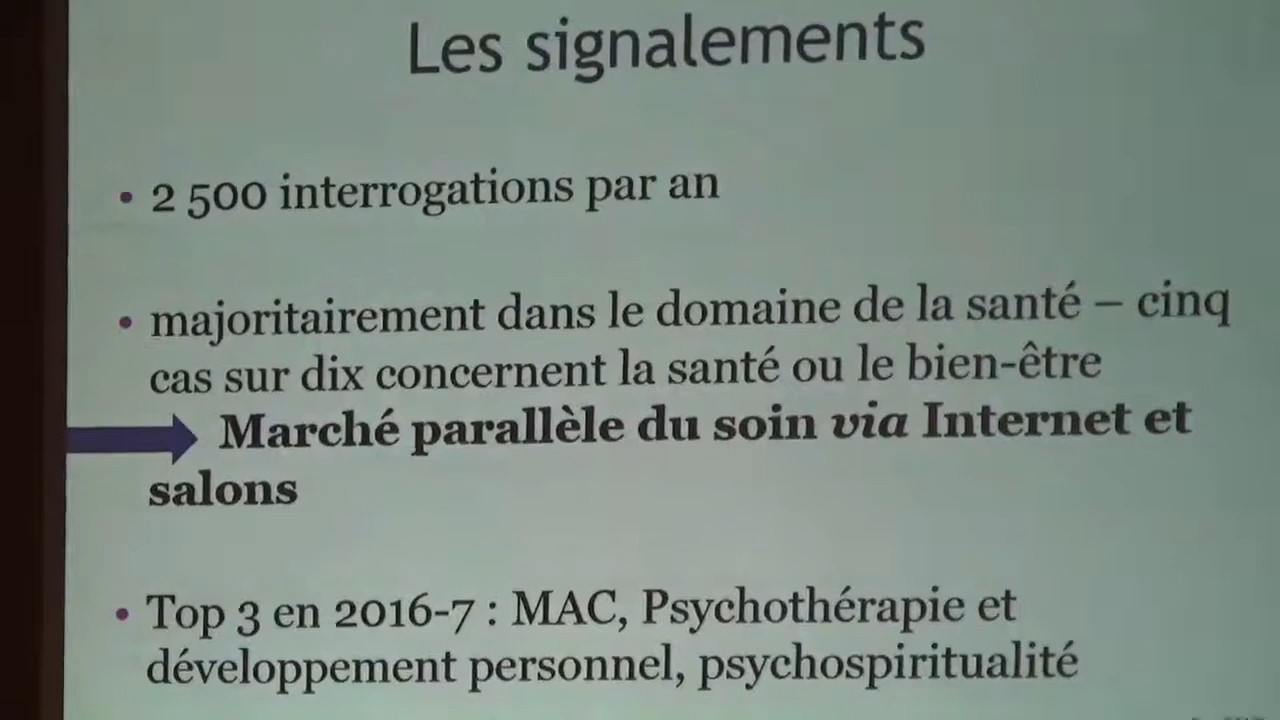 Les signalements
• 2 500 interrogations par an
• majoritairement dans le domaine de la santé – cinq
cas sur dix concernent la santé ou le bien-être
Marché parallèle du soin via Internet et
salons
• Top 3 en 2016-7 : MAC, Psychothérapie et
développement personnel, psychospiritualité